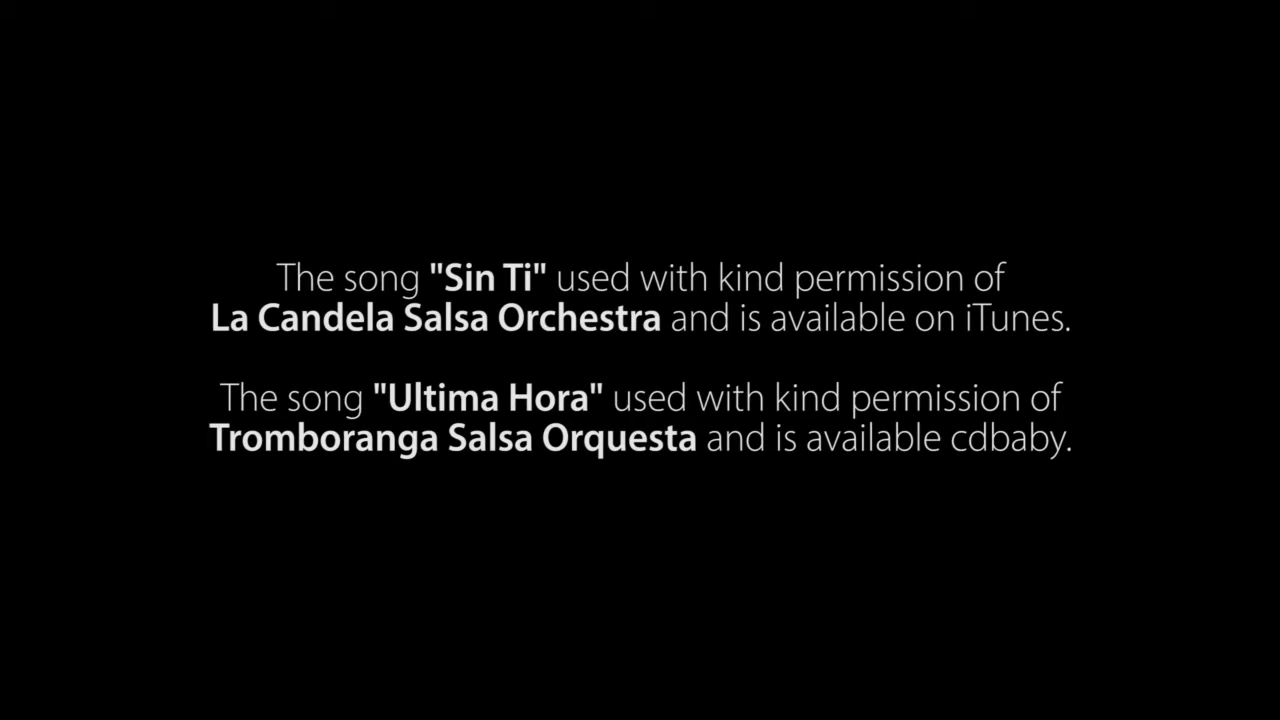 The song "Sin Ti" used with kind permission of
La Candela Salsa Orchestra and is available on iTunes.
The song "Ultima Hora" used with kind permission of
Tromboranga Salsa Orquesta and is available cdbaby.